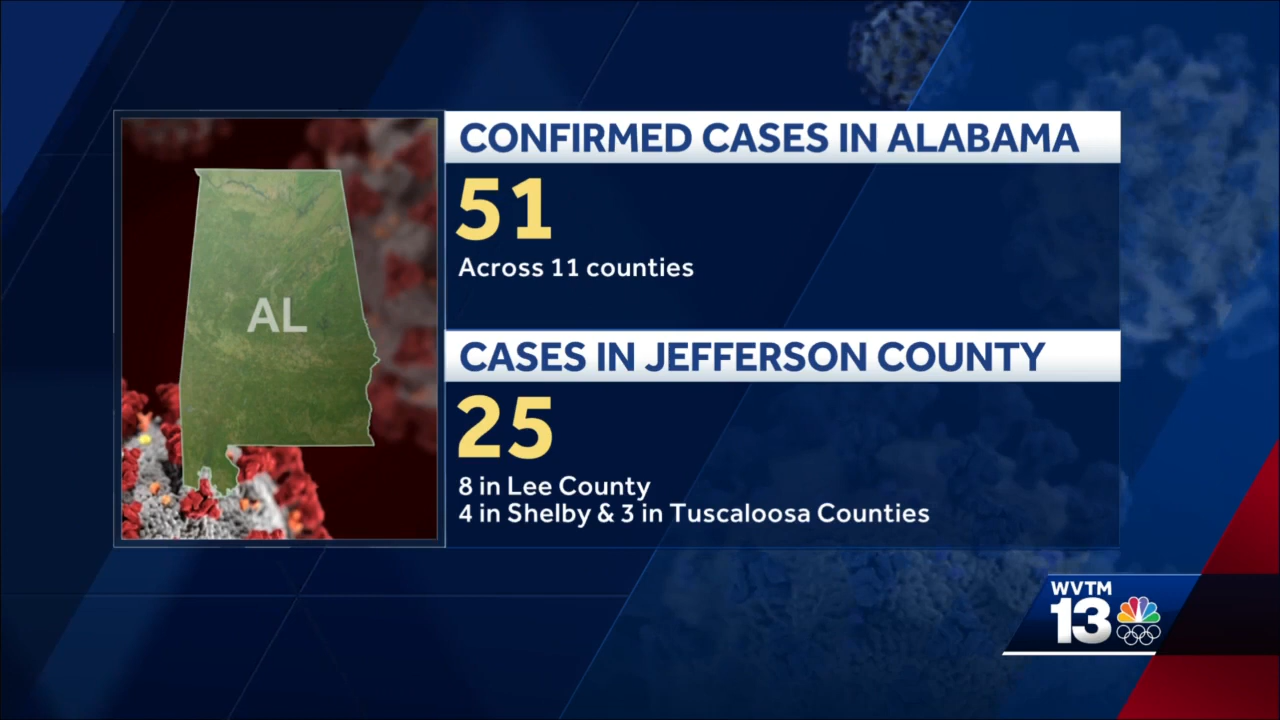 CONFIRMED CASES IN ALABAMA
51
Across 11 counties
AL
CASES IN JEFFERSON COUNTY
25
8 in Lee County
4 in Shelby & 3 in Tuscaloosa Counties
WVTM
13